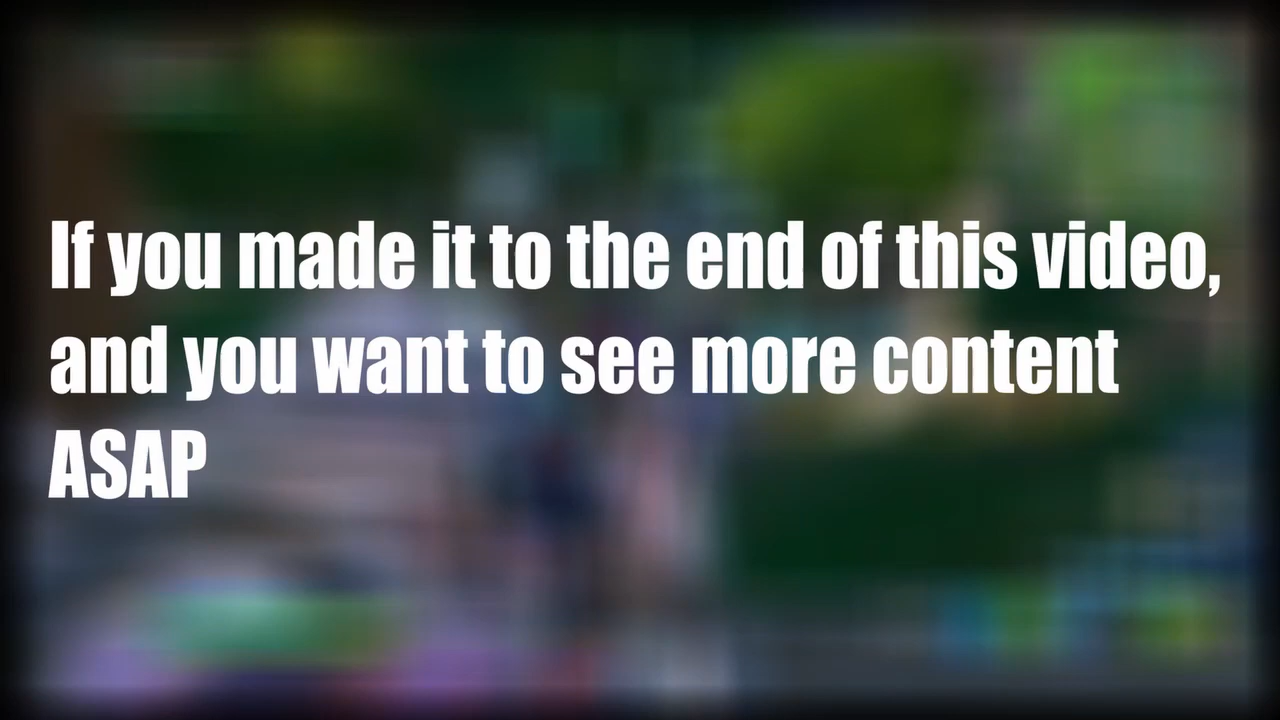 If you made it to the end of this video,
and you want to see more content
ASAP